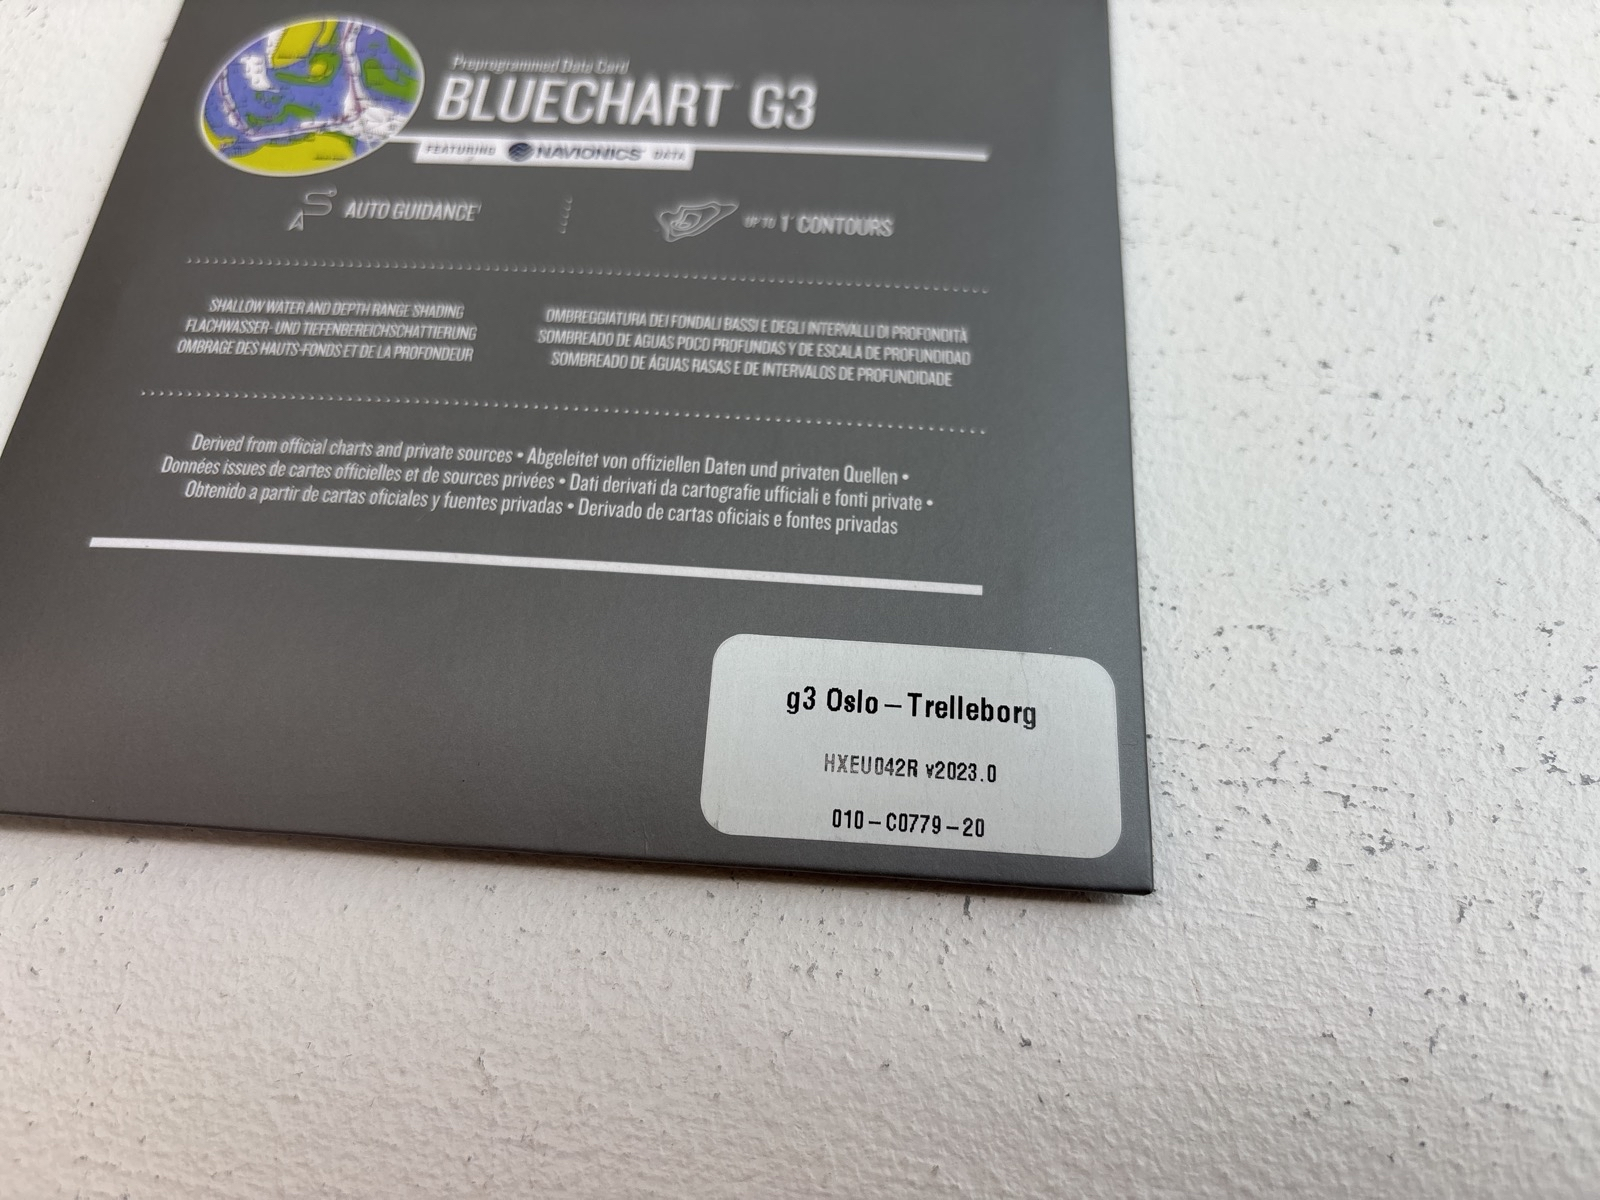 Preprogrammed Data Card
BLUECHART G3
FEATURING NAVIONICS DATA
AUTO GUIDANCE¹
UP TO 1' CONTOURS
SHALLOW WATER AND DEPTH RANGE SHADING
FLACHWASSER- UND TIEFENBEREICHSCHATTIERUNG
OMBRAGE DES HAUTS-FONDS ET DE LA PROFONDEUR
OMBREGGIATURA DEI FONDALI BASSI E DEGLI INTERVALLI DI PROFONDITÀ
SOMBREADO DE AGUAS POCO PROFUNDAS Y DE ESCALA DE PROFUNDIDAD
SOMBREADO DE ÁGUAS RASAS E DE INTERVALOS DE PROFUNDIDADE
Derived from official charts and private sources • Abgeleitet von offiziellen Daten und privaten Quellen •
Données issues de cartes officielles et de sources privées • Dati derivati da cartografie ufficiali e fonti private •
Obtenido a partir de cartas oficiales y fuentes privadas • Derivado de cartas oficiais e fontes privadas
g3 Oslo – Trelleborg
HXEU042R v2023.0
010-C0779-20